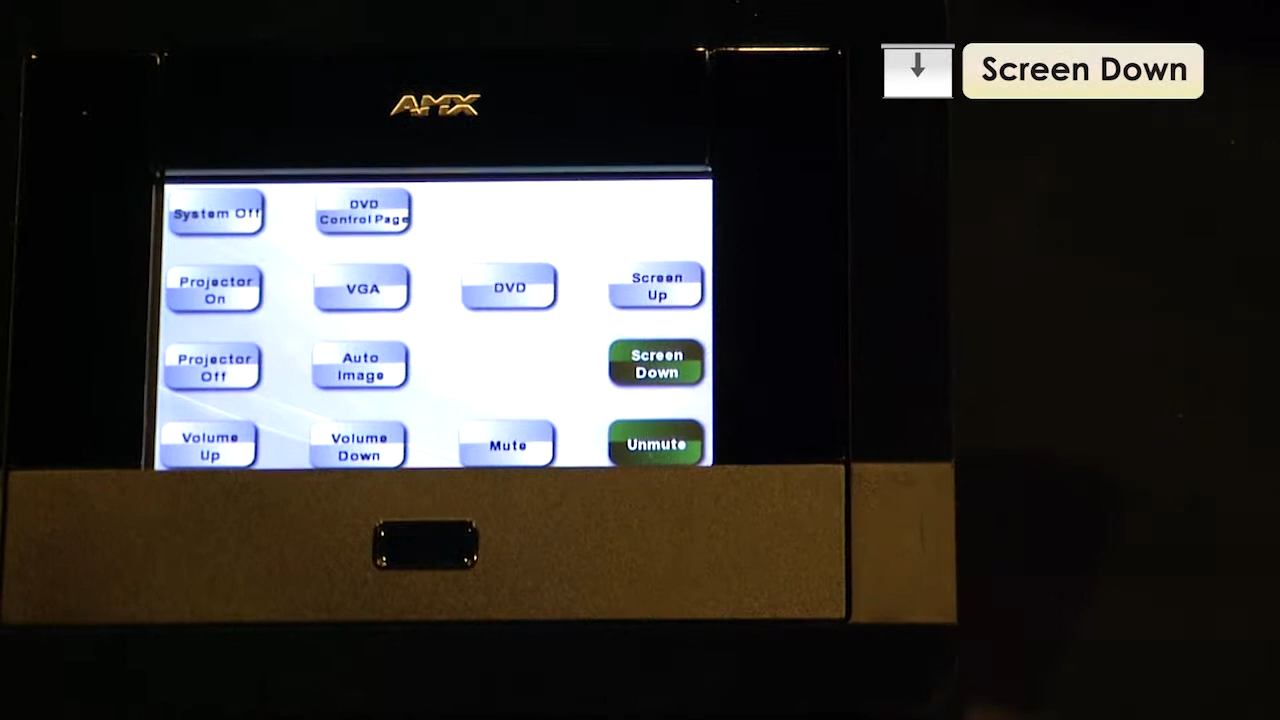 Screen Down
AMX
System Off
DVD
Control Page
Projector
On
VGA
DVD
Screen
Up
Projector
Off
Auto
Image
Screen
Down
Volume
Up
Volume
Down
Mute
Unmute